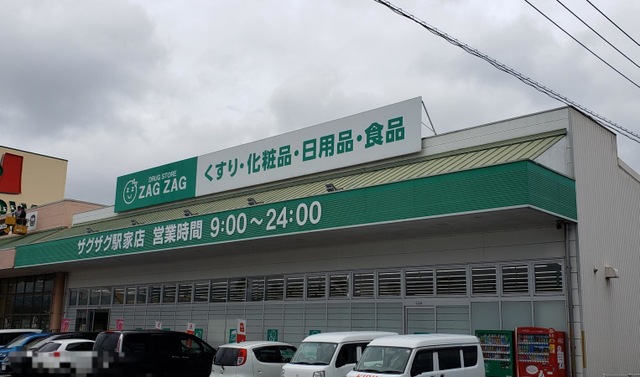 DRUG STORE
ZAG ZAG
くすり・化粧品・日用品・食品
ザグザグ駅家店 営業時間 9:00～24:00